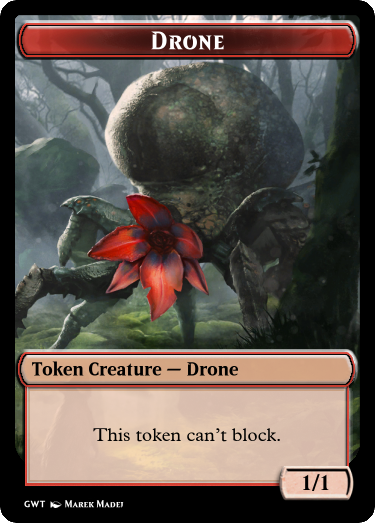 Drone
Token Creature — Drone
This token can't block.
1/1
GWT Marek Madej